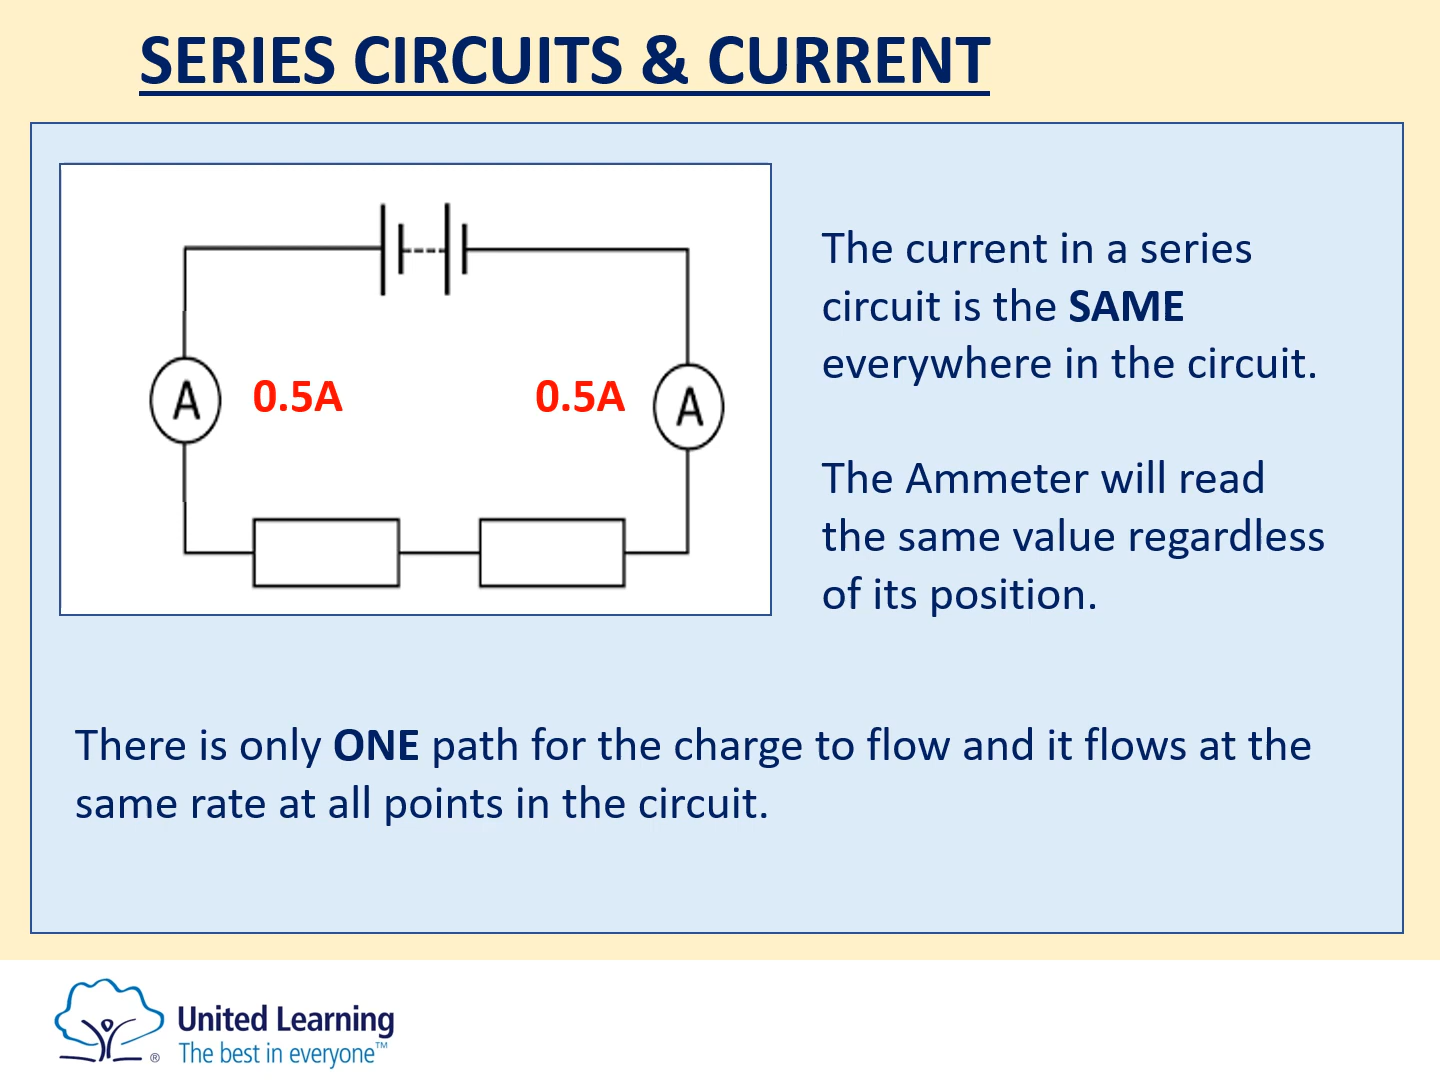 SERIES CIRCUITS & CURRENT
A
0.5A
0.5A
A
The current in a series
circuit is the SAME
everywhere in the circuit.
The Ammeter will read
the same value regardless
of its position.
There is only ONE path for the charge to flow and it flows at the
same rate at all points in the circuit.
United Learning
The best in everyone™
®